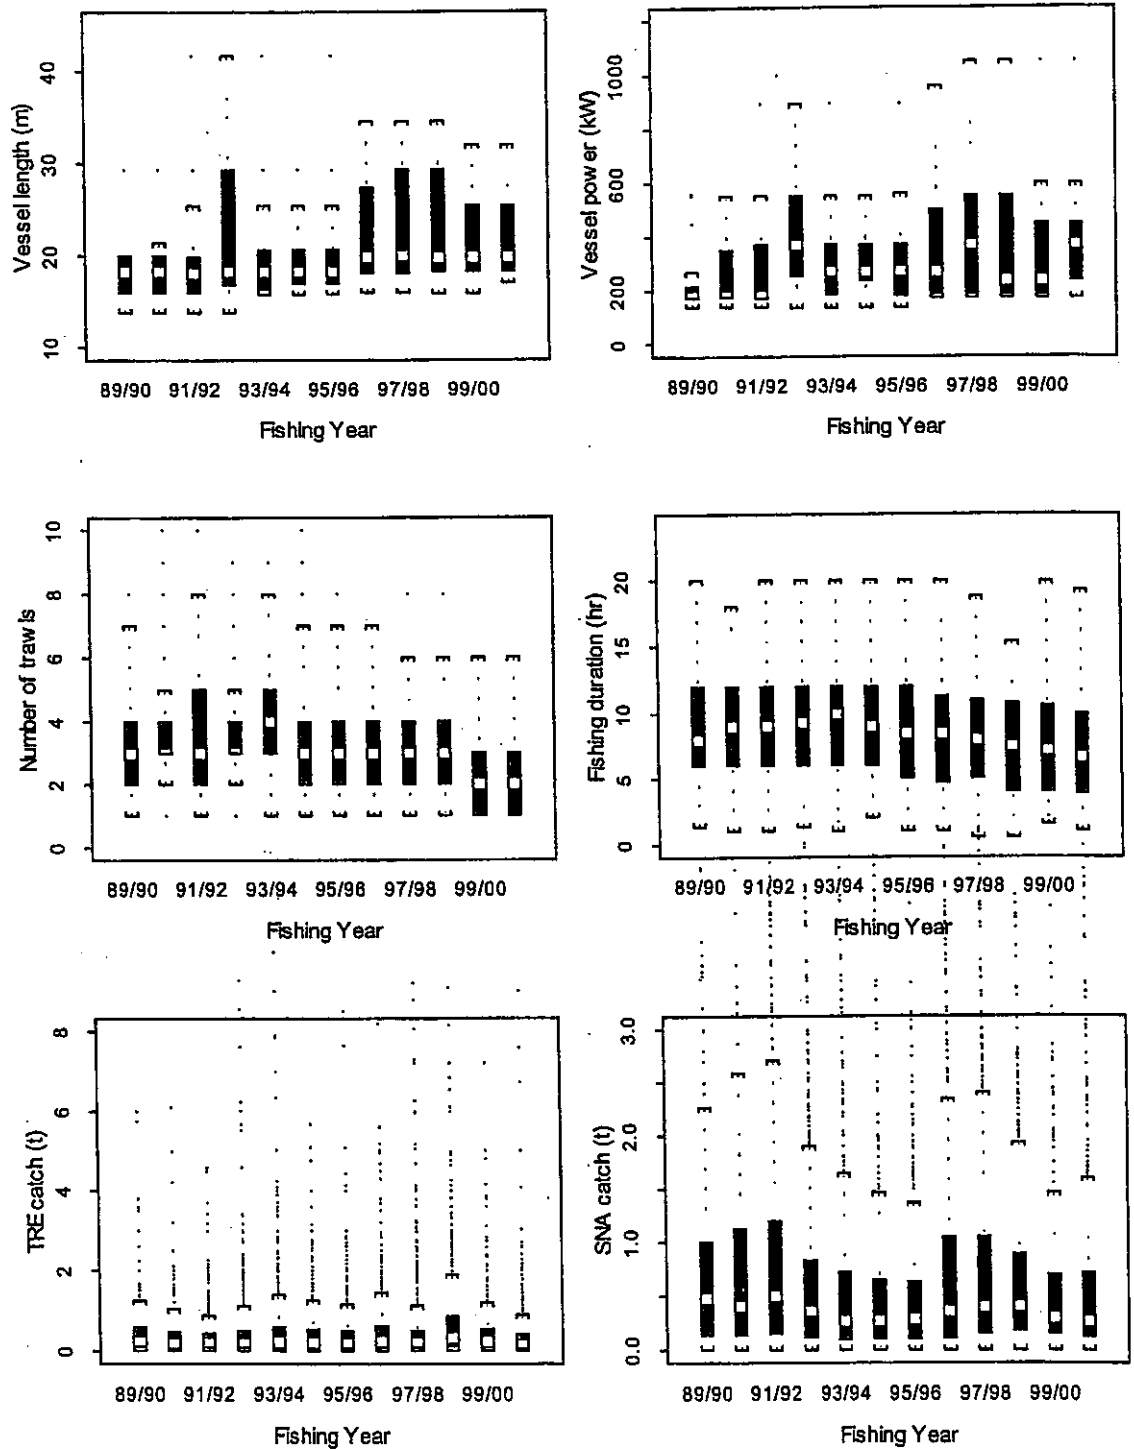 Vessel length (m)
40
30
20
10
89/90 91/92 93/94 95/96 97/98 99/00
Fishing Year
Vessel power (kW)
1000
600
200
0
89/90 91/92 93/94 95/96 97/98 99/00
Fishing Year
Number of trawls
10
8
6
4
2
0
89/90 91/92 93/94 95/96 97/98 99/00
Fishing Year
Fishing duration (hr)
20
15
10
5
0
89/90 91/92 93/94 95/96 97/98 99/00
Fishing Year
TRE catch (t)
8
6
4
2
0
89/90 91/92 93/94 95/96 97/98 99/00
Fishing Year
SNA catch (t)
3.0
2.0
1.0
0.0
89/90 91/92 93/94 95/96 97/98 99/00
Fishing Year